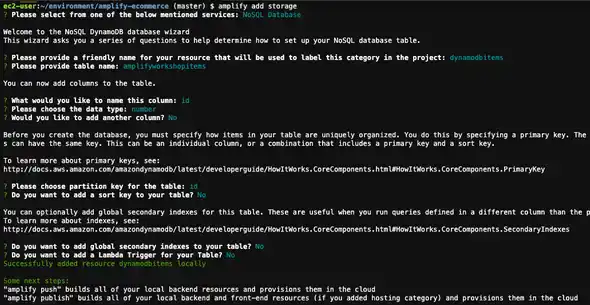 ec2-user:~/environment/amplify-ecommerce (master) $ amplify add storage
? Please select from one of the below mentioned services: NoSQL Database

Welcome to the NoSQL DynamoDB database wizard
This wizard asks you a series of questions to help determine how to set up your NoSQL database table.

? Please provide a friendly name for your resource that will be used to label this category in the project: dynamodbitems
? Please provide table name: amplifyworkshopitems

You can now add columns to the table.

? What would you like to name this column: id
? Please choose the data type: number
? Would you like to add another column? No

Before you create the database, you must specify how items in your table are uniquely organized. You do this by specifying a primary key. The
s can have the same key. This can be an individual column, or a combination that includes a primary key and a sort key.

To learn more about primary keys, see:
http://docs.aws.amazon.com/amazondynamodb/latest/developerguide/HowItWorks.CoreComponents.html#HowItWorks.CoreComponents.PrimaryKey

? Please choose partition key for the table: id
? Do you want to add a sort key to your table? No

You can optionally add global secondary indexes for this table. These are useful when you run queries defined in a different column than the p
To learn more about indexes, see:
http://docs.aws.amazon.com/amazondynamodb/latest/developerguide/HowItWorks.CoreComponents.html#HowItWorks.CoreComponents.SecondaryIndexes

? Do you want to add global secondary indexes to your table? No
? Do you want to add a Lambda Trigger for your Table? No
Successfully added resource dynamodbitems locally

Some next steps:
"amplify push" builds all of your local backend resources and provisions them in the cloud
"amplify publish" builds all of your local backend and front-end resources (if you added hosting category) and provisions them in the cloud